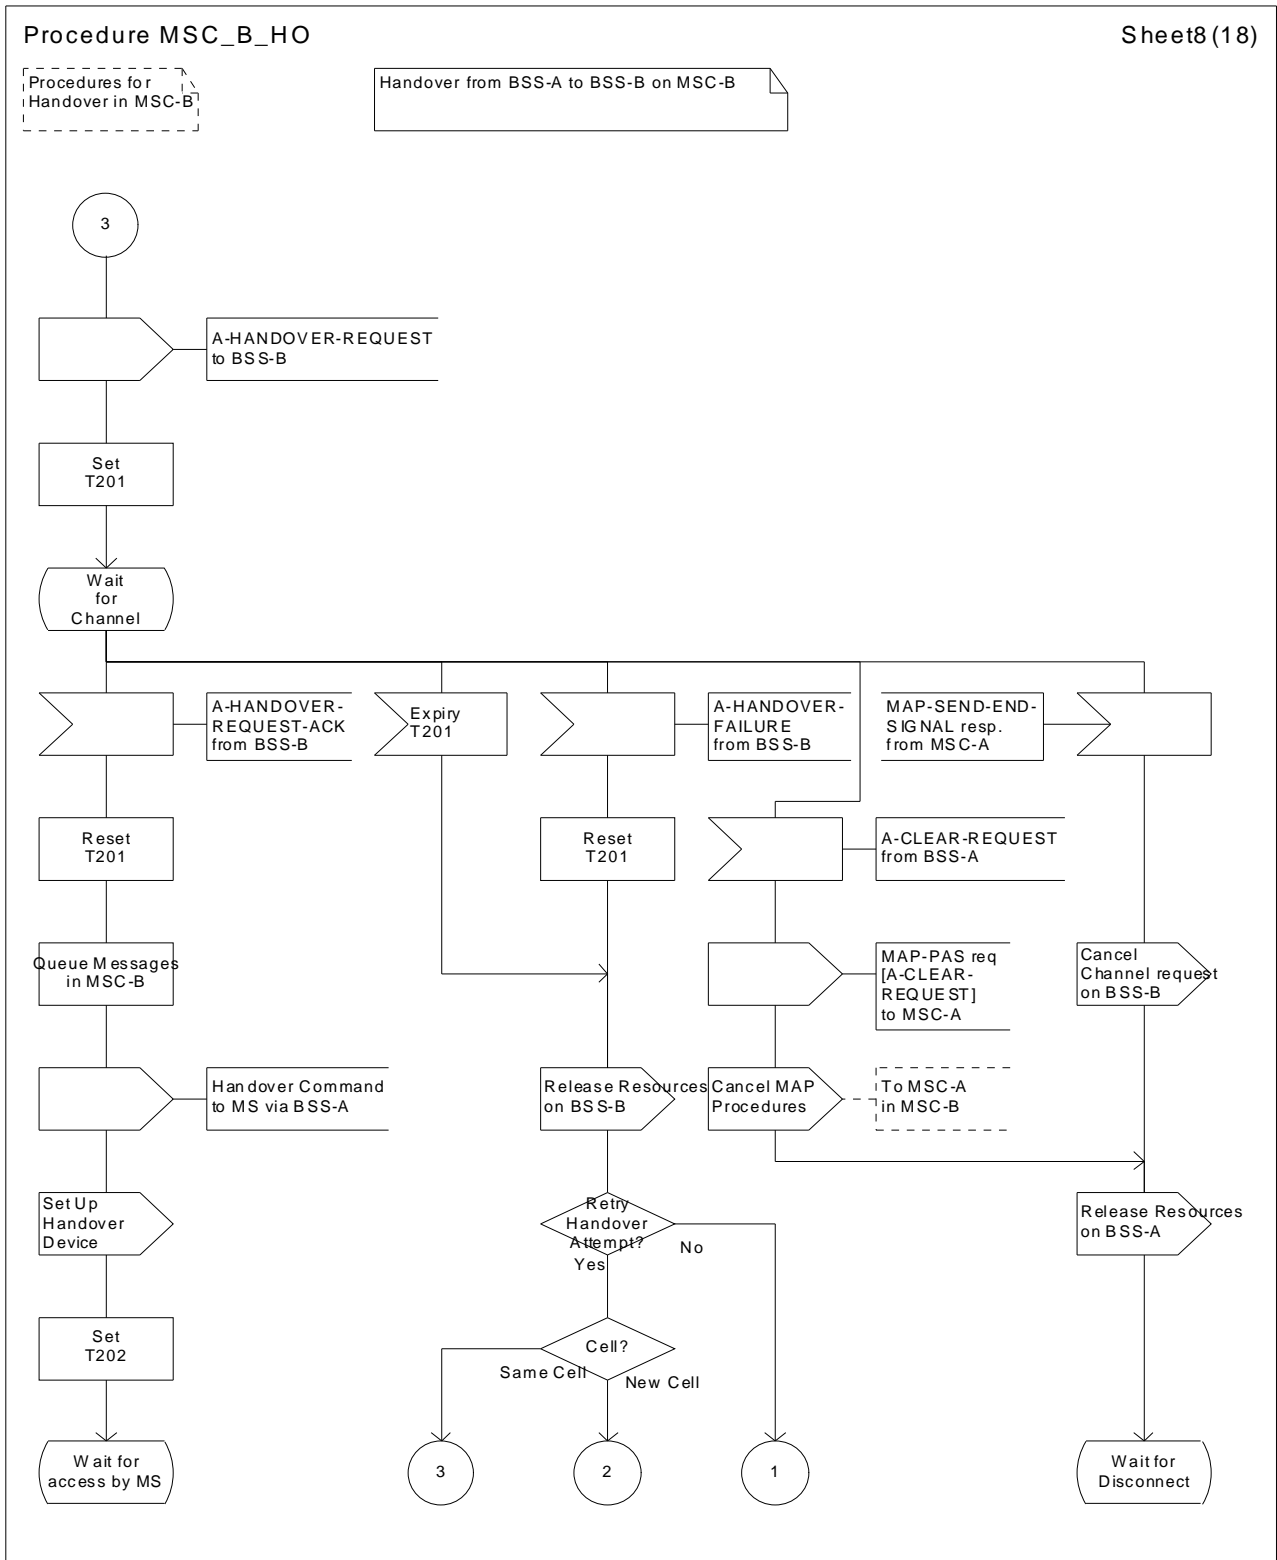 Procedure MSC_B_HO
Sheet8(18)
Procedures for
Handover in MSC-B
Handover from BSS-A to BSS-B on MSC-B
3
A-HANDOVER-REQUEST
to BSS-B
Set
T201
Wait
for
Channel
A-HANDOVER-
REQUEST-ACK
from BSS-B
Expiry
T201
A-HANDOVER-
FAILURE
from BSS-B
MAP-SEND-END-
SIGNAL resp.
from MSC-A
Reset
T201
Reset
T201
A-CLEAR-REQUEST
from BSS-A
Queue Messages
in MSC-B
MAP-PAS req
[A-CLEAR-
REQUEST]
to MSC-A
Cancel
Channel request
on BSS-B
Handover Command
to MS via BSS-A
Release Resources
on BSS-B
Cancel MAP
Procedures
To MSC-A
in MSC-B
Set Up
Handover
Device
Retry
Handover
Attempt?
No
Yes
Release Resources
on BSS-A
Set
T202
Cell?
Same Cell
New Cell
Wait for
access by MS
3
2
1
Wait for
Disconnect